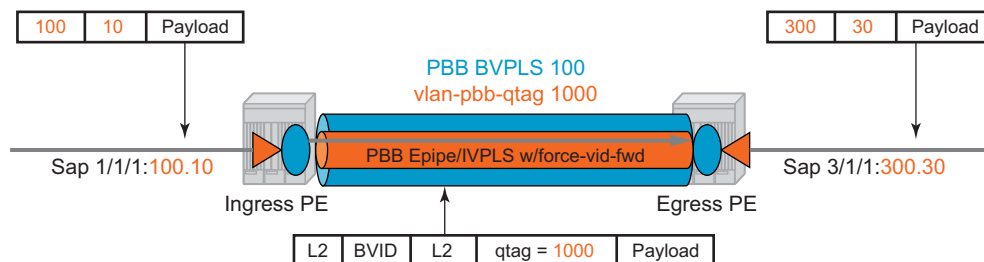 100 10 Payload
300 30 Payload
PBB BVPLS 100
vlan-pbb-qtag 1000
PBB Epipe/IVPLS w/force-vid-fwd
Sap 1/1/1:100.10
Sap 3/1/1:300.30
Ingress PE
Egress PE
L2 BVID L2 qtag = 1000 Payload